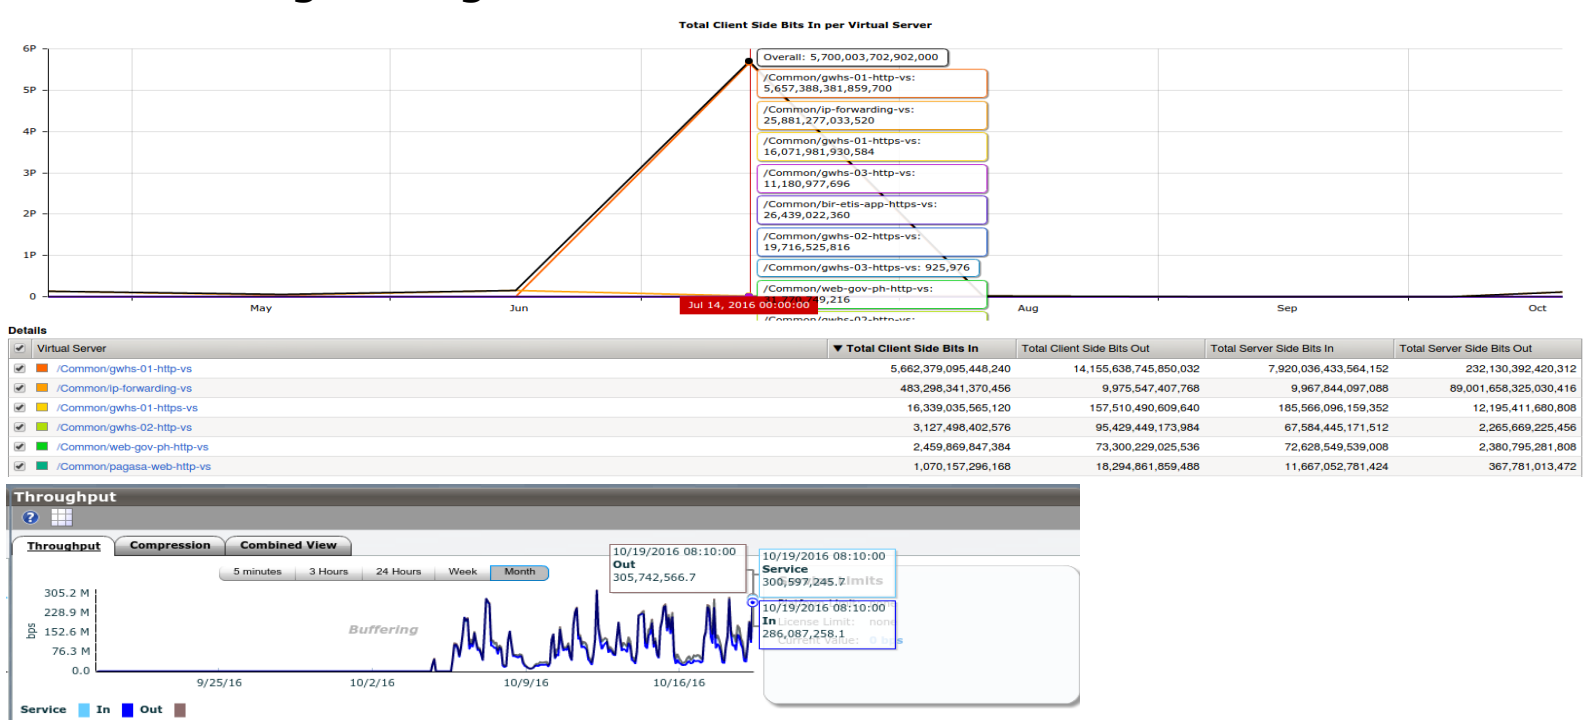 Total Client Side Bits In per Virtual Server
6P
5P
4P
3P
2P
1P
0
Overall: 5,700,003,702,902,000
/Common/gwhs-01-http-vs:
5,657,388,381,859,700
/Common/ip-forwarding-vs:
25,881,277,033,520
/Common/gwhs-01-https-vs:
16,071,981,930,584
/Common/gwhs-03-http-vs:
11,180,977,696
/Common/bir-etis-app-https-vs:
26,439,022,360
/Common/gwhs-02-https-vs:
19,716,525,816
/Common/gwhs-03-https-vs: 925,976
/Common/web-gov-ph-http-vs:
749,216
/Common/gwhs-02-http-vs:
Jul 14, 2016 00:00:00
May
Jun
Aug
Sep
Oct
Details
Virtual Server ▼ Total Client Side Bits In Total Client Side Bits Out Total Server Side Bits In Total Server Side Bits Out
/Common/gwhs-01-http-vs 5,662,379,095,448,240 14,155,638,745,850,032 7,920,036,433,564,152 232,130,392,420,312
/Common/ip-forwarding-vs 483,298,341,370,456 9,975,547,407,768 9,967,844,097,088 89,001,658,325,030,416
/Common/gwhs-01-https-vs 16,339,035,565,120 157,510,490,609,640 185,566,096,159,352 12,195,411,680,808
/Common/gwhs-02-http-vs 3,127,498,402,576 95,429,449,173,984 67,584,445,171,512 2,265,669,225,456
/Common/web-gov-ph-http-vs 2,459,869,847,384 73,300,229,025,536 72,628,549,539,008 2,380,795,281,808
/Common/pagasa-web-http-vs 1,070,157,296,168 18,294,861,859,488 11,667,052,781,424 367,781,013,472
Throughput
?
Throughput Compression Combined View
5 minutes 3 Hours 24 Hours Week Month
10/19/2016 08:10:00
Out
305,742,566.7
10/19/2016 08:10:00
Service
300,597,245.7
10/19/2016 08:10:00
In
286,087,258.1
Limits
License Limit: none
Current Value: 0 bps
305.2 M
228.9 M
152.6 M
76.3 M
0.0
bps
Buffering
9/25/16
10/2/16
10/9/16
10/16/16
Service In Out